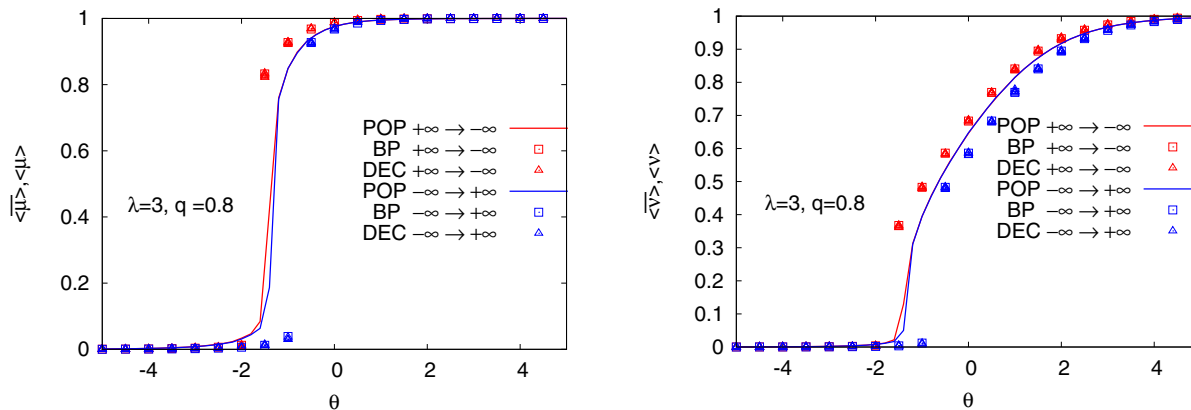 1
0.8
0.6
0.4
0.2
0
-4
-2
0
2
4
θ
<μ>,<μ>
λ=3, q =0.8
POP +∞ → −∞
BP +∞ → −∞
DEC +∞ → −∞
POP −∞ → +∞
BP −∞ → +∞
DEC −∞ → +∞
1
0.9
0.8
0.7
0.6
0.5
0.4
0.3
0.2
0.1
0
-4
-2
0
2
4
θ
<ν>,<ν>
λ=3, q=0.8
POP +∞ → −∞
BP +∞ → −∞
DEC +∞ → −∞
POP −∞ → +∞
BP −∞ → +∞
DEC −∞ → +∞